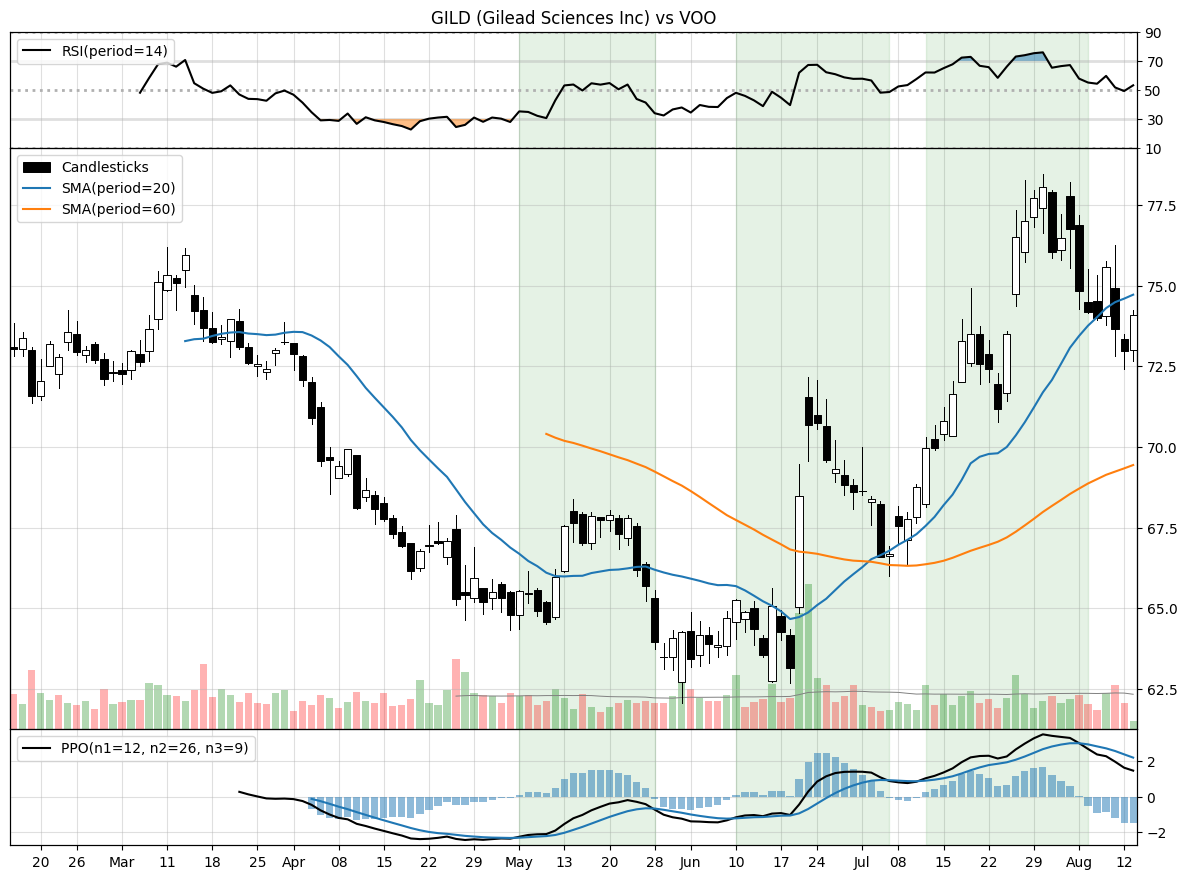 GILD (Gilead Sciences Inc) vs VOO
RSI(period=14)
90
70
50
30
10
Candlesticks
SMA(period=20)
SMA(period=60)
77.5
75.0
72.5
70.0
67.5
65.0
62.5
PPO(n1=12, n2=26, n3=9)
2
0
−2
20 26 Mar 11 18 25 Apr 08 15 22 29 May 13 20 28 Jun 10 17 24 Jul 08 15 22 29 Aug 12